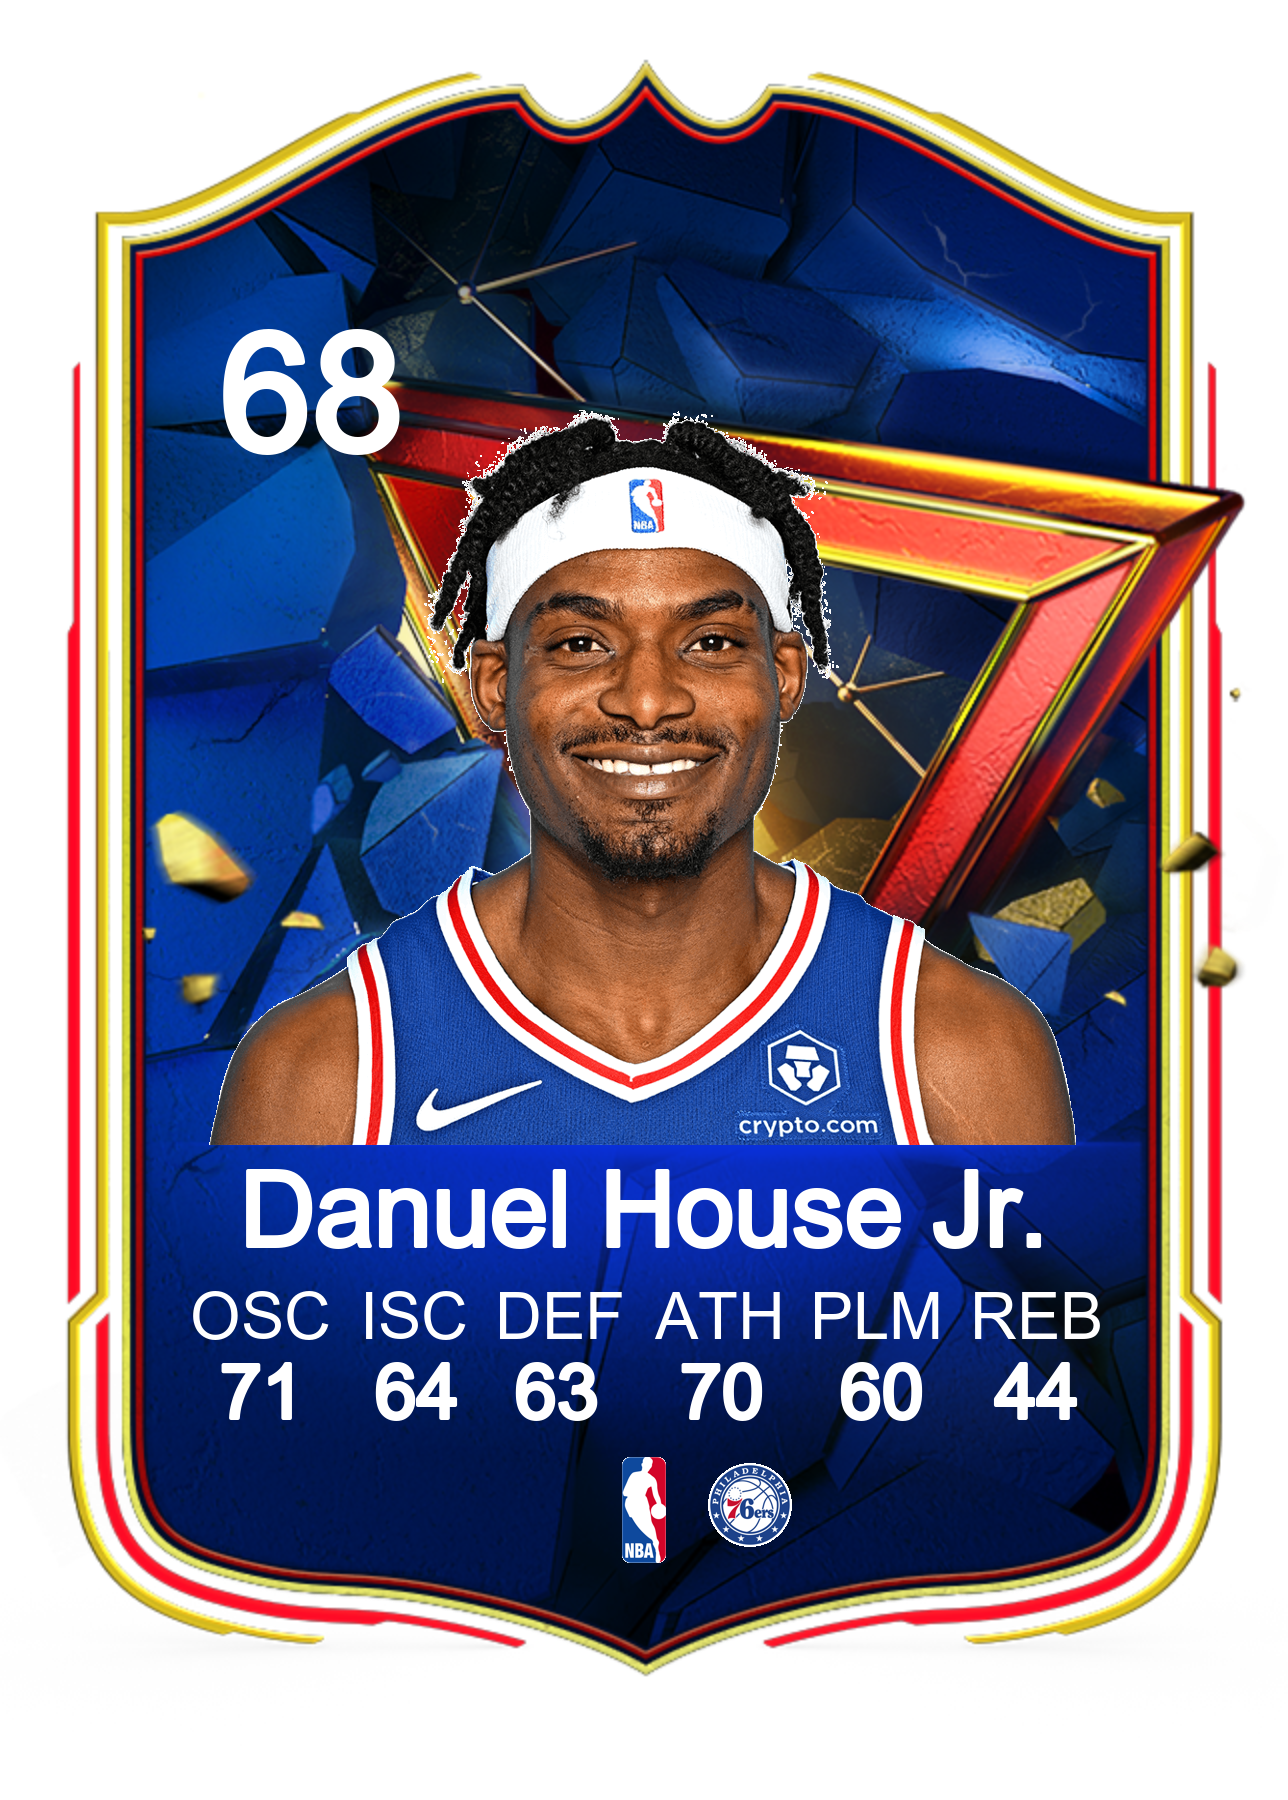 68
NBA
crypto.com
Danuel House Jr.
OSC ISC DEF ATH PLM REB
71 64 63 70 60 44
NBA
PHILADELPHIA
76ers